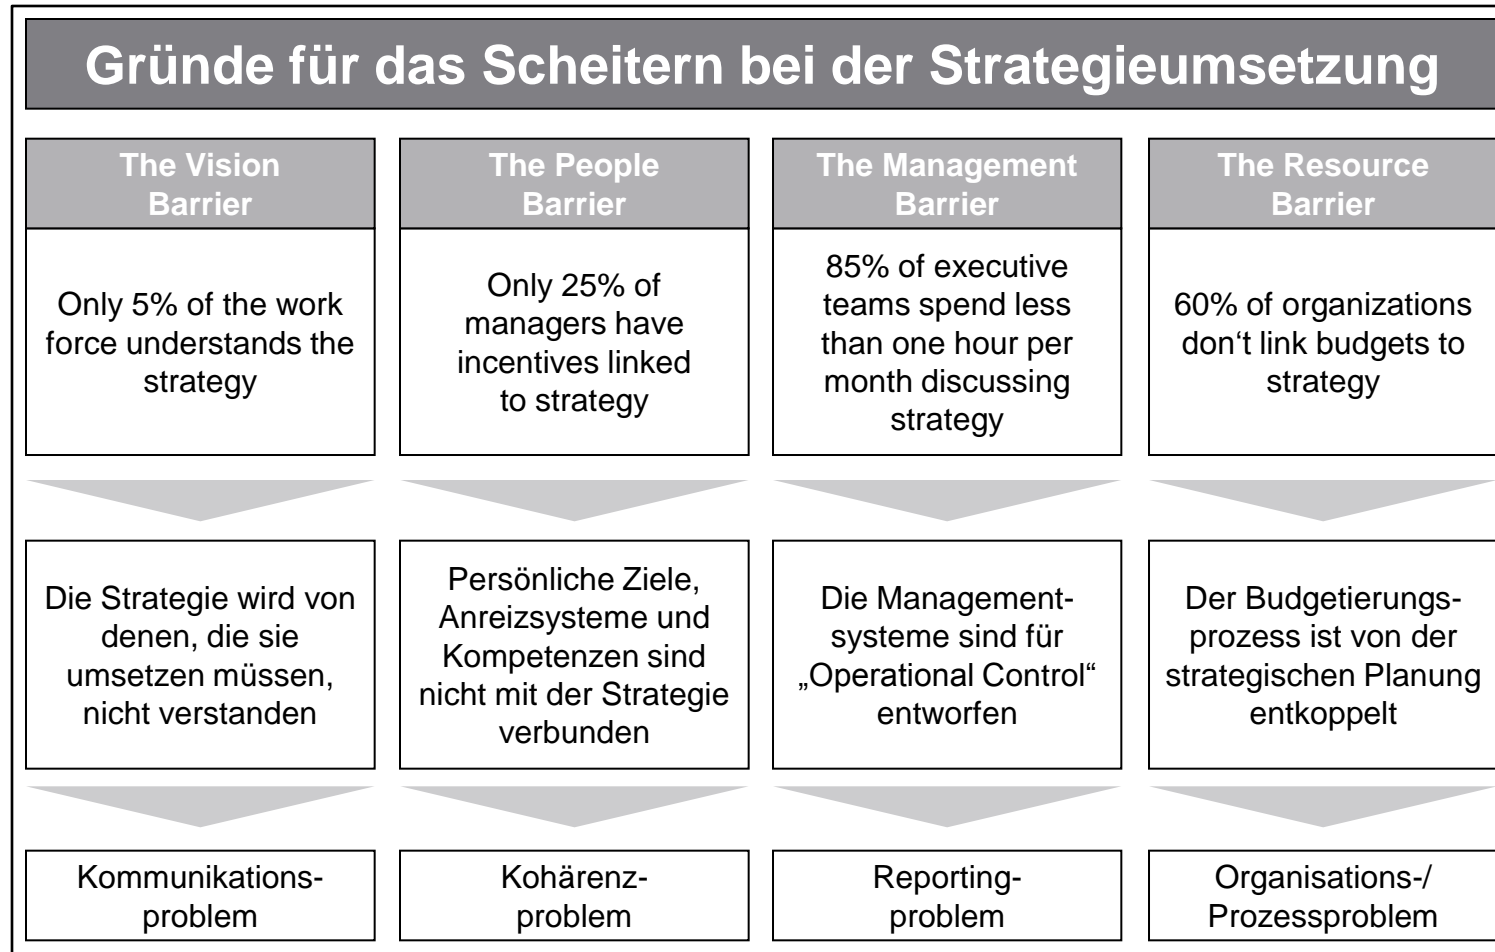 Gründe für das Scheitern bei der Strategieumsetzung
The Vision
Barrier
Only 5% of the work
force understands the
strategy
Die Strategie wird von
denen, die sie
umsetzen müssen,
nicht verstanden
Kommunikations-
problem
The People
Barrier
Only 25% of
managers have
incentives linked
to strategy
Persönliche Ziele,
Anreizsysteme und
Kompetenzen sind
nicht mit der Strategie
verbunden
Kohärenz-
problem
The Management
Barrier
85% of executive
teams spend less
than one hour per
month discussing
strategy
Die Management-
systeme sind für
„Operational Control“
entworfen
Reporting-
problem
The Resource
Barrier
60% of organizations
don‘t link budgets to
strategy
Der Budgetierungs-
prozess ist von der
strategischen Planung
entkoppelt
Organisations-/
Prozessproblem